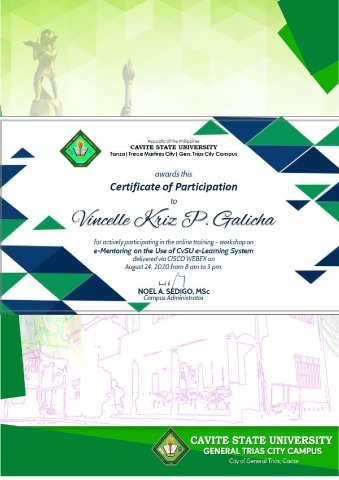 Republic of the Philippines
CAVITE STATE UNIVERSITY
Tanza | Trece Martires City | Gen. Trias City Campus
awards this
Certificate of Participation
to
Vincelle Kriz P. Galicha
for actively participating in the online training - workshop on
e-Mentoring on the Use of CvSU e-Learning System
delivered via CISCO WEBEX on
August 24, 2020 from 8 am to 5 pm.
NOEL A. SEDIGO, MSc
Campus Administrator
CAVITE STATE UNIVERSITY
GENERAL TRIAS CITY CAMPUS
City of General Trias, Cavite